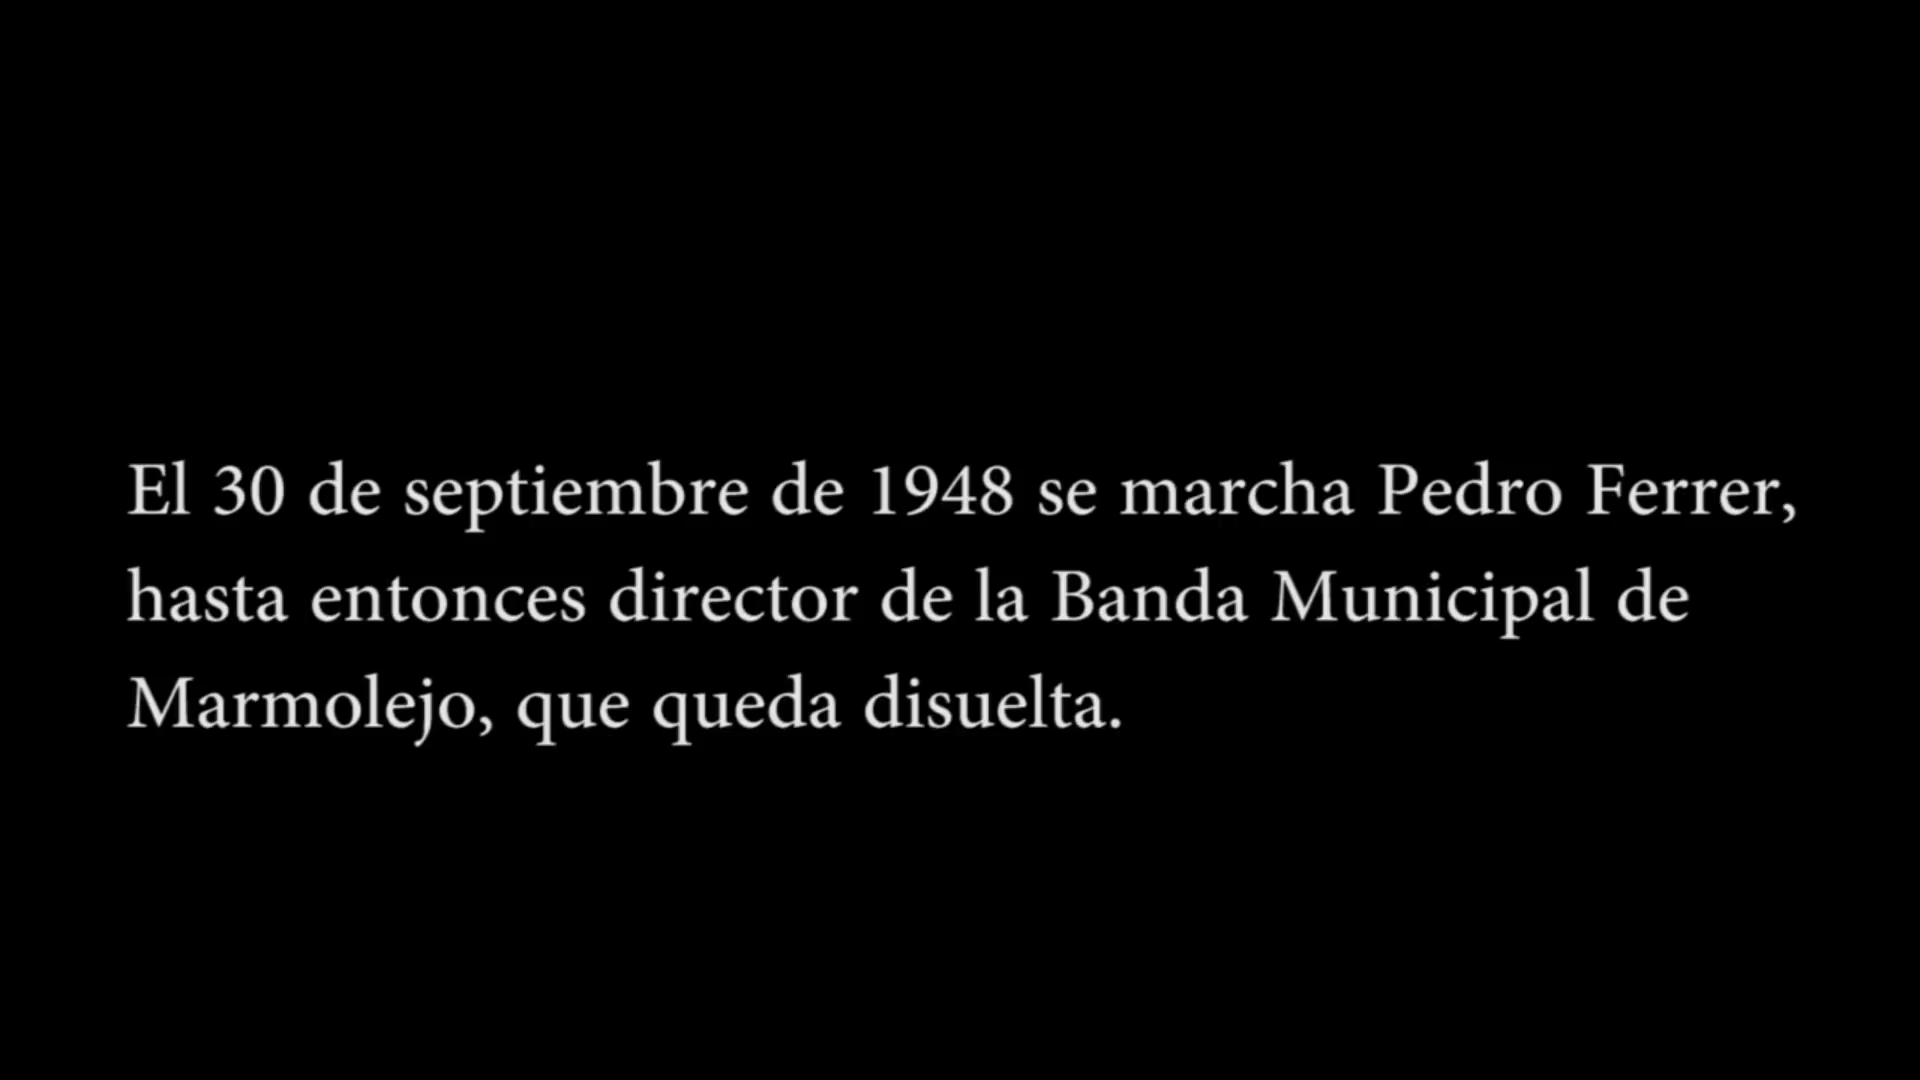 El 30 de septiembre de 1948 se marcha Pedro Ferrer,
hasta entonces director de la Banda Municipal de
Marmolejo, que queda disuelta.